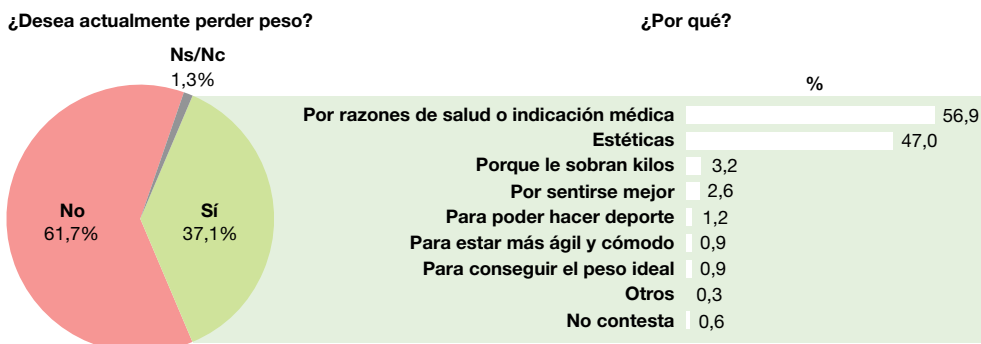 ¿Desea actualmente perder peso?
Ns/Nc
1,3%
No
61,7%
Sí
37,1%
¿Por qué?
%
Por razones de salud o indicación médica 56,9
Estéticas 47,0
Porque le sobran kilos 3,2
Por sentirse mejor 2,6
Para poder hacer deporte 1,2
Para estar más ágil y cómodo 0,9
Para conseguir el peso ideal 0,9
Otros 0,3
No contesta 0,6